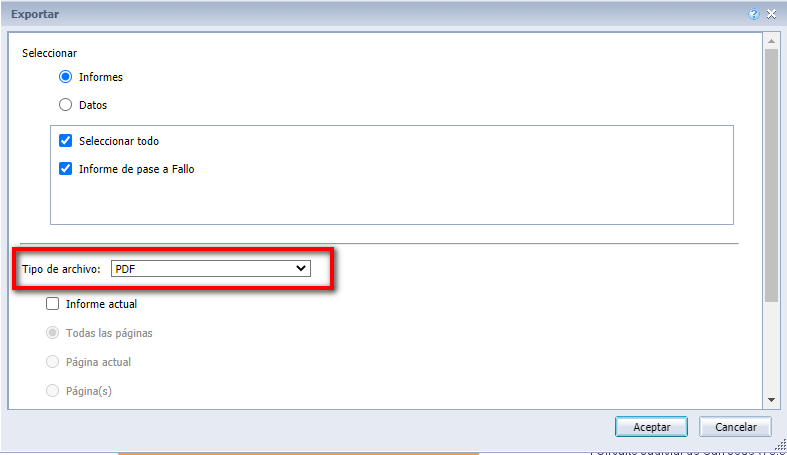 Exportar
Seleccionar
Informes
Datos
Seleccionar todo
Informe de pase a Fallo
Tipo de archivo: PDF
Informe actual
Todas las páginas
Página actual
Página(s)
Aceptar Cancelar